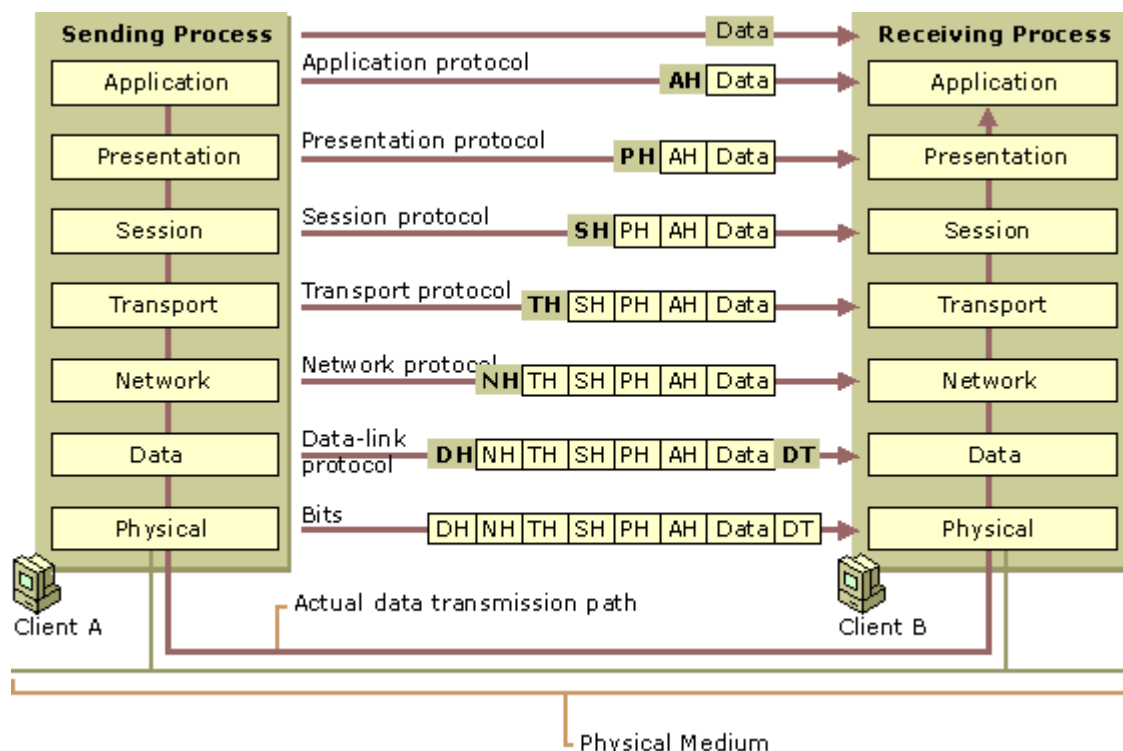 Sending Process
Data
Receiving Process
Application protocol
Application
AH Data
Application
Presentation protocol
Presentation
PH AH Data
Presentation
Session protocol
Session
SH PH AH Data
Session
Transport protocol
Transport
TH SH PH AH Data
Transport
Network protocol
Network
NH TH SH PH AH Data
Network
Data-link
protocol
Data
DH NH TH SH PH AH Data DT
Data
Bits
Physical
DH NH TH SH PH AH Data DT
Physical
Client A
Actual data transmission path
Client B
Physical Medium